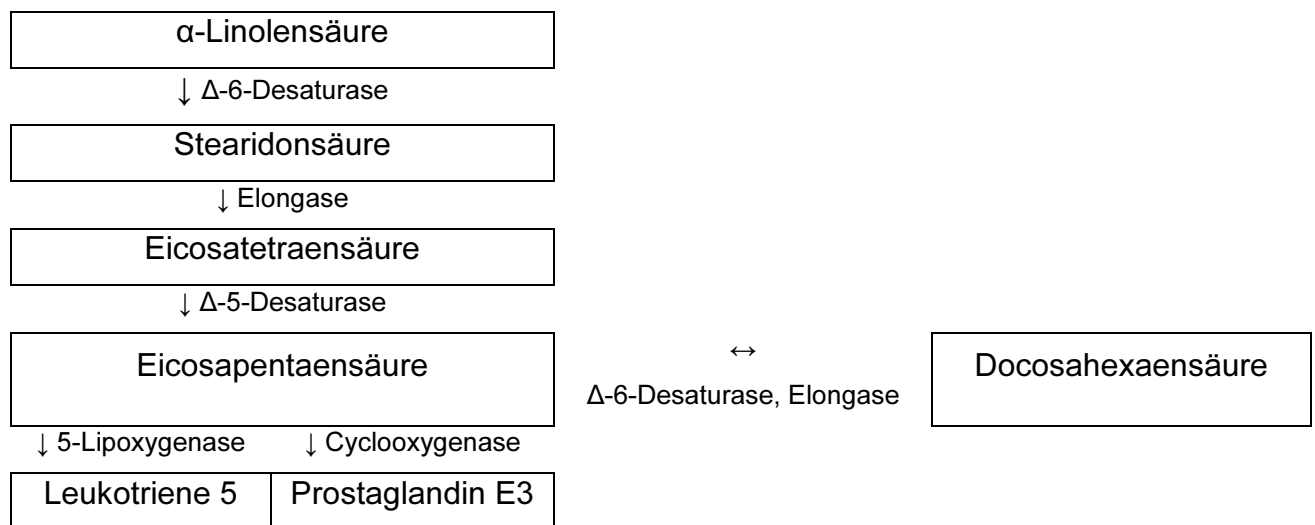 α-Linolensäure
↓ Δ-6-Desaturase
Stearidonsäure
↓ Elongase
Eicosatetraensäure
↓ Δ-5-Desaturase
Eicosapentaensäure
↔
Δ-6-Desaturase, Elongase
Docosahexaensäure
↓ 5-Lipoxygenase
↓ Cyclooxygenase
Leukotriene 5
Prostaglandin E3